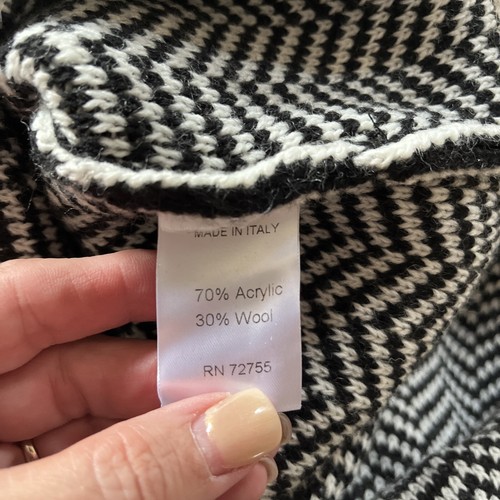 MADE IN ITALY
70% Acrylic
30% Wool
RN 72755